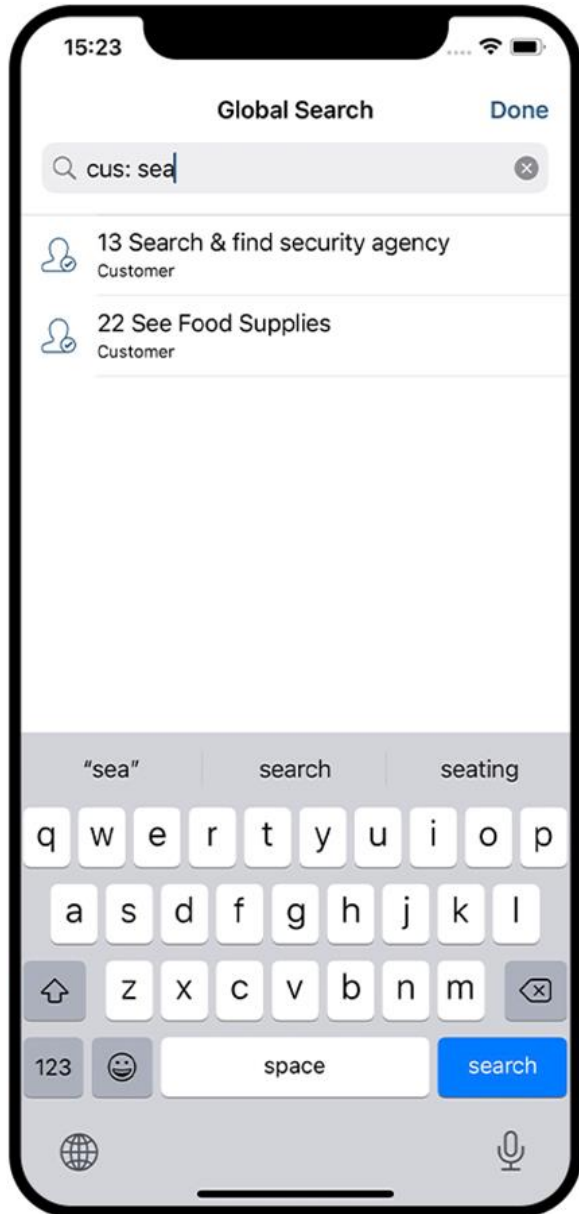 15:23
Global Search Done
cus: sea
13 Search & find security agency
Customer
22 See Food Supplies
Customer
"sea" search seating
q w e r t y u i o p
a s d f g h j k l
z x c v b n m
123 space search